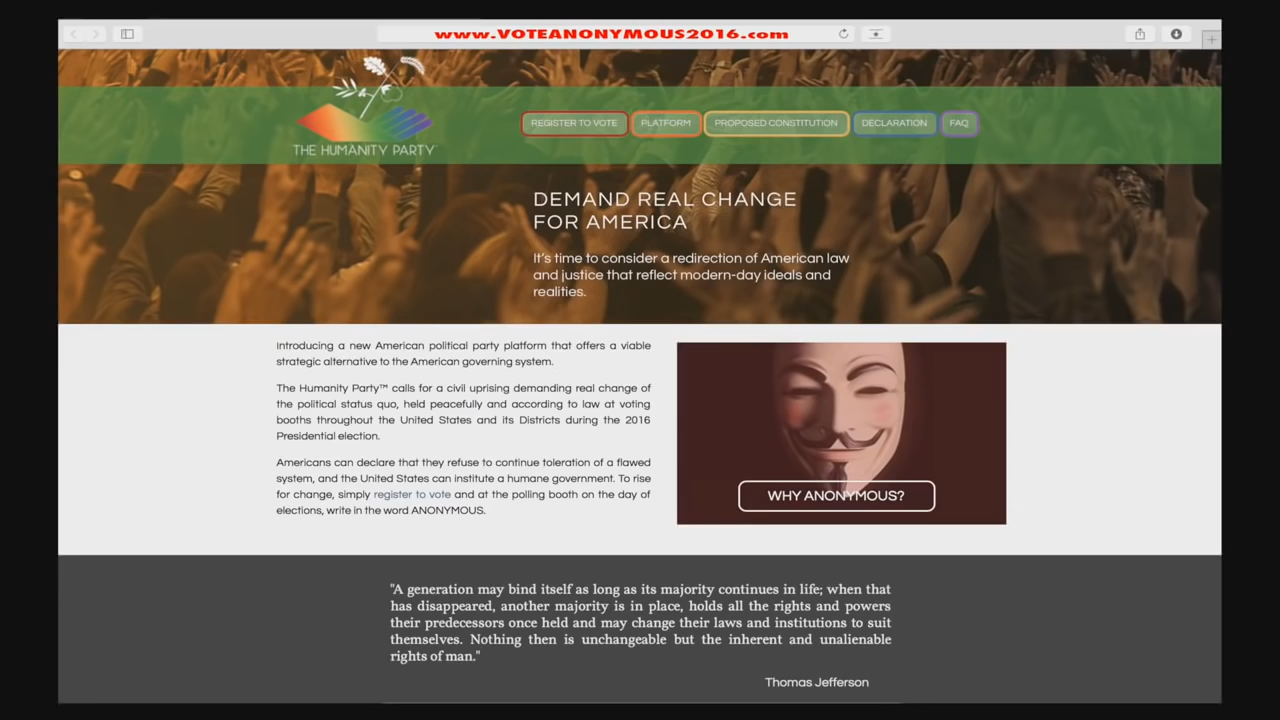 www.VOTEANONYMOUS2016.com
THE HUMANITY PARTY
REGISTER TO VOTE
PLATFORM
PROPOSED CONSTITUTION
DECLARATION
FAQ
DEMAND REAL CHANGE
FOR AMERICA
It's time to consider a redirection of American law
and justice that reflect modern-day ideals and
realities.
Introducing a new American political party platform that offers a viable
strategic alternative to the American governing system.
The Humanity Party™ calls for a civil uprising demanding real change of
the political status quo, held peacefully and according to law at voting
booths throughout the United States and its Districts during the 2016
Presidential election.
Americans can declare that they refuse to continue toleration of a flawed
system, and the United States can institute a humane government. To rise
for change, simply register to vote and at the polling booth on the day of
elections, write in the word ANONYMOUS.
WHY ANONYMOUS?
"A generation may bind itself as long as its majority continues in life; when that
has disappeared, another majority is in place, holds all the rights and powers
their predecessors once held and may change their laws and institutions to suit
themselves. Nothing then is unchangeable but the inherent and unalienable
rights of man."
Thomas Jefferson